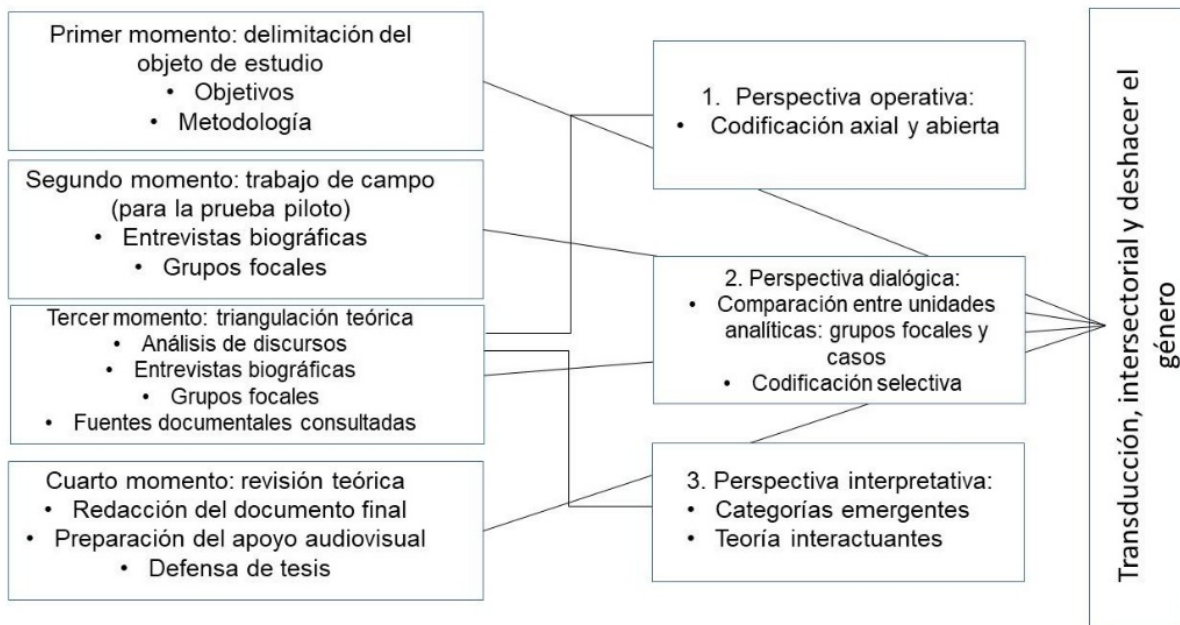 Primer momento: delimitación del
objeto de estudio
• Objetivos
• Metodología
Segundo momento: trabajo de campo
(para la prueba piloto)
• Entrevistas biográficas
• Grupos focales
Tercer momento: triangulación teórica
• Análisis de discursos
• Entrevistas biográficas
• Grupos focales
• Fuentes documentales consultadas
Cuarto momento: revisión teórica
• Redacción del documento final
• Preparación del apoyo audiovisual
• Defensa de tesis
1. Perspectiva operativa:
• Codificación axial y abierta
2. Perspectiva dialógica:
• Comparación entre unidades
analíticas: grupos focales y
casos
• Codificación selectiva
3. Perspectiva interpretativa:
• Categorías emergentes
• Teoría interactuantes
Transducción, intersectorial y deshacer el
género